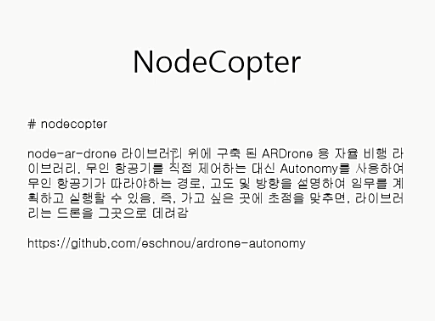 NodeCopter
# nodecopter
node-ar-drone 라이브러리 위에 구축 된 ARDrone 용 자율 비행 라
이브러리. 무인 항공기를 직접 제어하는 대신 Autonomy를 사용하여
무인 항공기가 따라야하는 경로, 고도 및 방향을 설명하여 임무를 계
획하고 실행할 수 있음. 즉, 가고 싶은 곳에 초점을 맞추면, 라이브러
리는 드론을 그곳으로 데려감
https://github.com/eschnou/ardrone-autonomy